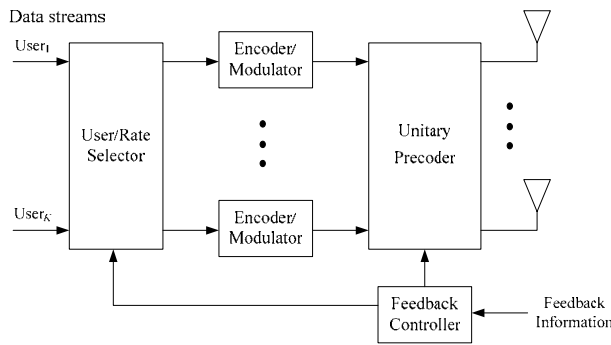 Data streams
User1
UserK
User/Rate
Selector
Encoder/
Modulator
Encoder/
Modulator
Unitary
Precoder
Feedback
Controller
Feedback
Information